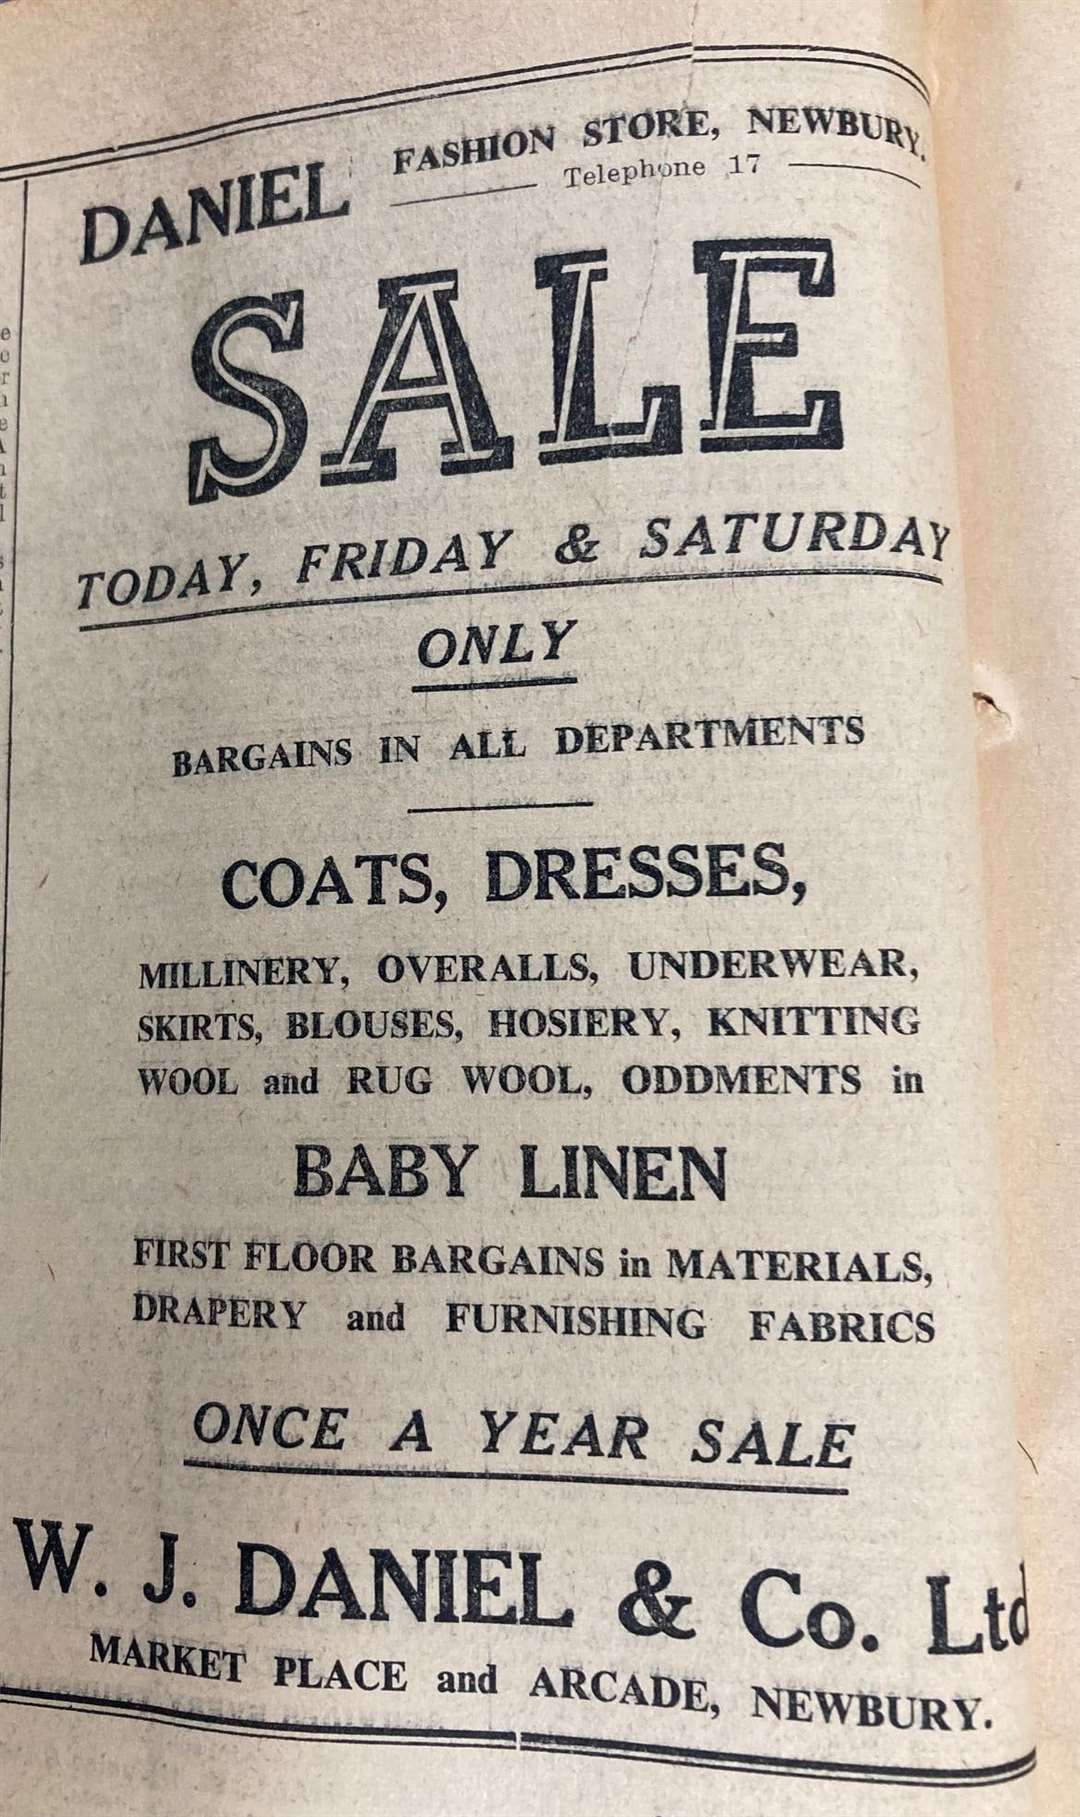 DANIEL FASHION STORE, NEWBURY.
Telephone 17
SALE
TODAY, FRIDAY & SATURDAY
ONLY
BARGAINS IN ALL DEPARTMENTS
COATS, DRESSES,
MILLINERY, OVERALLS, UNDERWEAR,
SKIRTS, BLOUSES, HOSIERY, KNITTING
WOOL and RUG WOOL, ODDMENTS in
BABY LINEN
FIRST FLOOR BARGAINS in MATERIALS,
DRAPERY and FURNISHING FABRICS
ONCE A YEAR SALE
W. J. DANIEL & Co. Ltd
MARKET PLACE and ARCADE, NEWBURY.